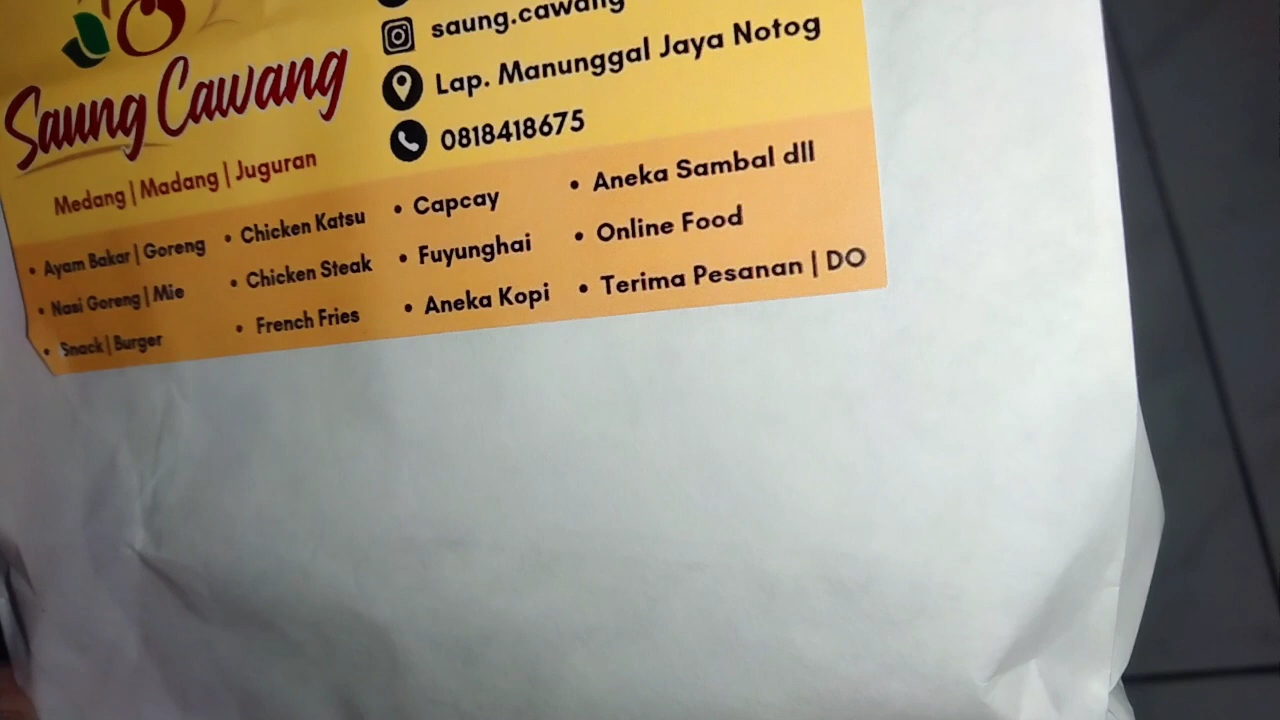 Saung Cawang
Medang | Madang | Juguran
saung.cawang
Lap. Manunggal Jaya Notog
0818418675
• Ayam Bakar | Goreng
• Nasi Goreng | Mie
• Snack | Burger
• Chicken Katsu
• Chicken Steak
• French Fries
• Capcay
• Fuyunghai
• Aneka Kopi
• Aneka Sambal dll
• Online Food
• Terima Pesanan | DO